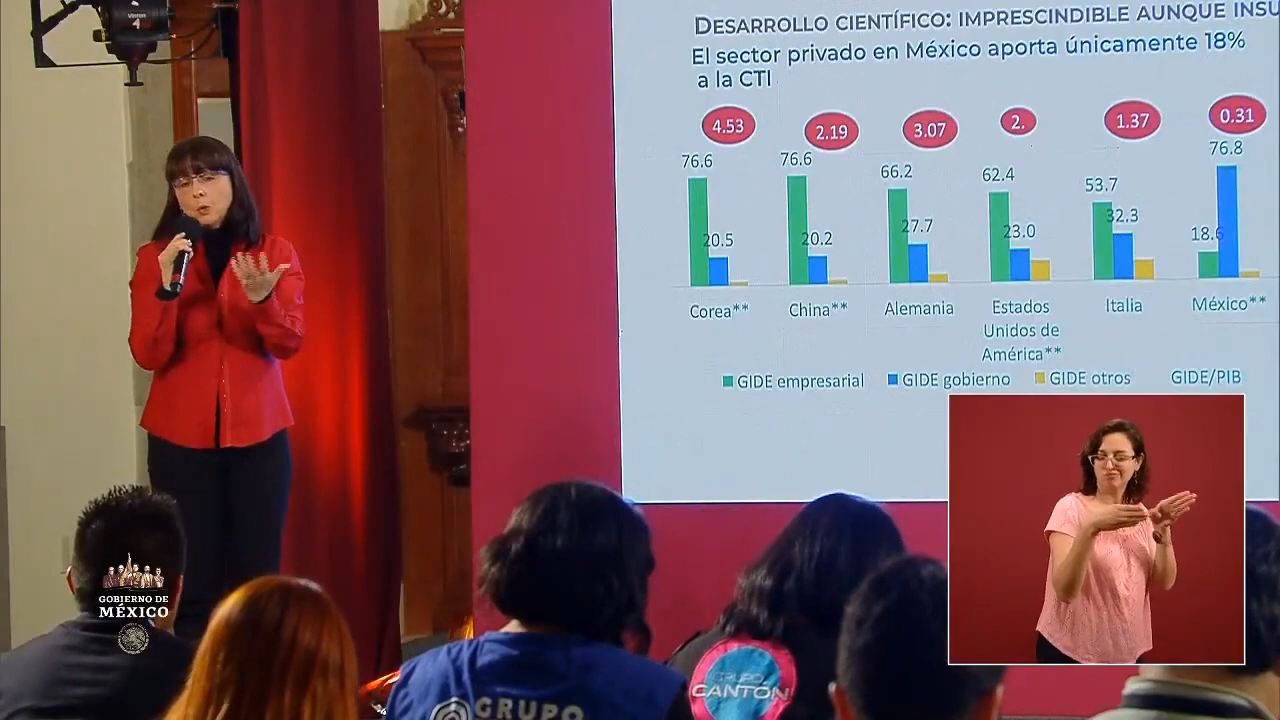 DESARROLLO CIENTÍFICO: IMPRESCINDIBLE AUNQUE INSU
El sector privado en México aporta únicamente 18%
a la CTI
4.53 2.19 3.07 2. 1.37 0.31
76.6 76.6 66.2 62.4 53.7 76.8
20.5 20.2 27.7 23.0 32.3 18.6
Corea** China** Alemania Estados Italia México**
Unidos de
América**
GIDE empresarial GIDE gobierno GIDE otros GIDE/PIB
GOBIERNO DE
MÉXICO
GRUPO
CANTÓN
GRUPO